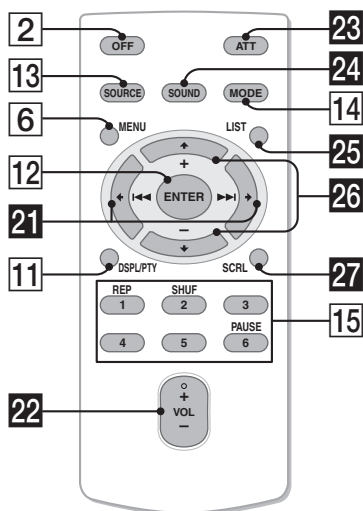 2 OFF ATT 23
13 SOURCE SOUND MODE 24
14
6 MENU LIST 25
12 + 26
21 ENTER
−
11 DSPL/PTY SCRL 27
REP SHUF
1 2 3 15
PAUSE
4 5 6
22 + VOL −